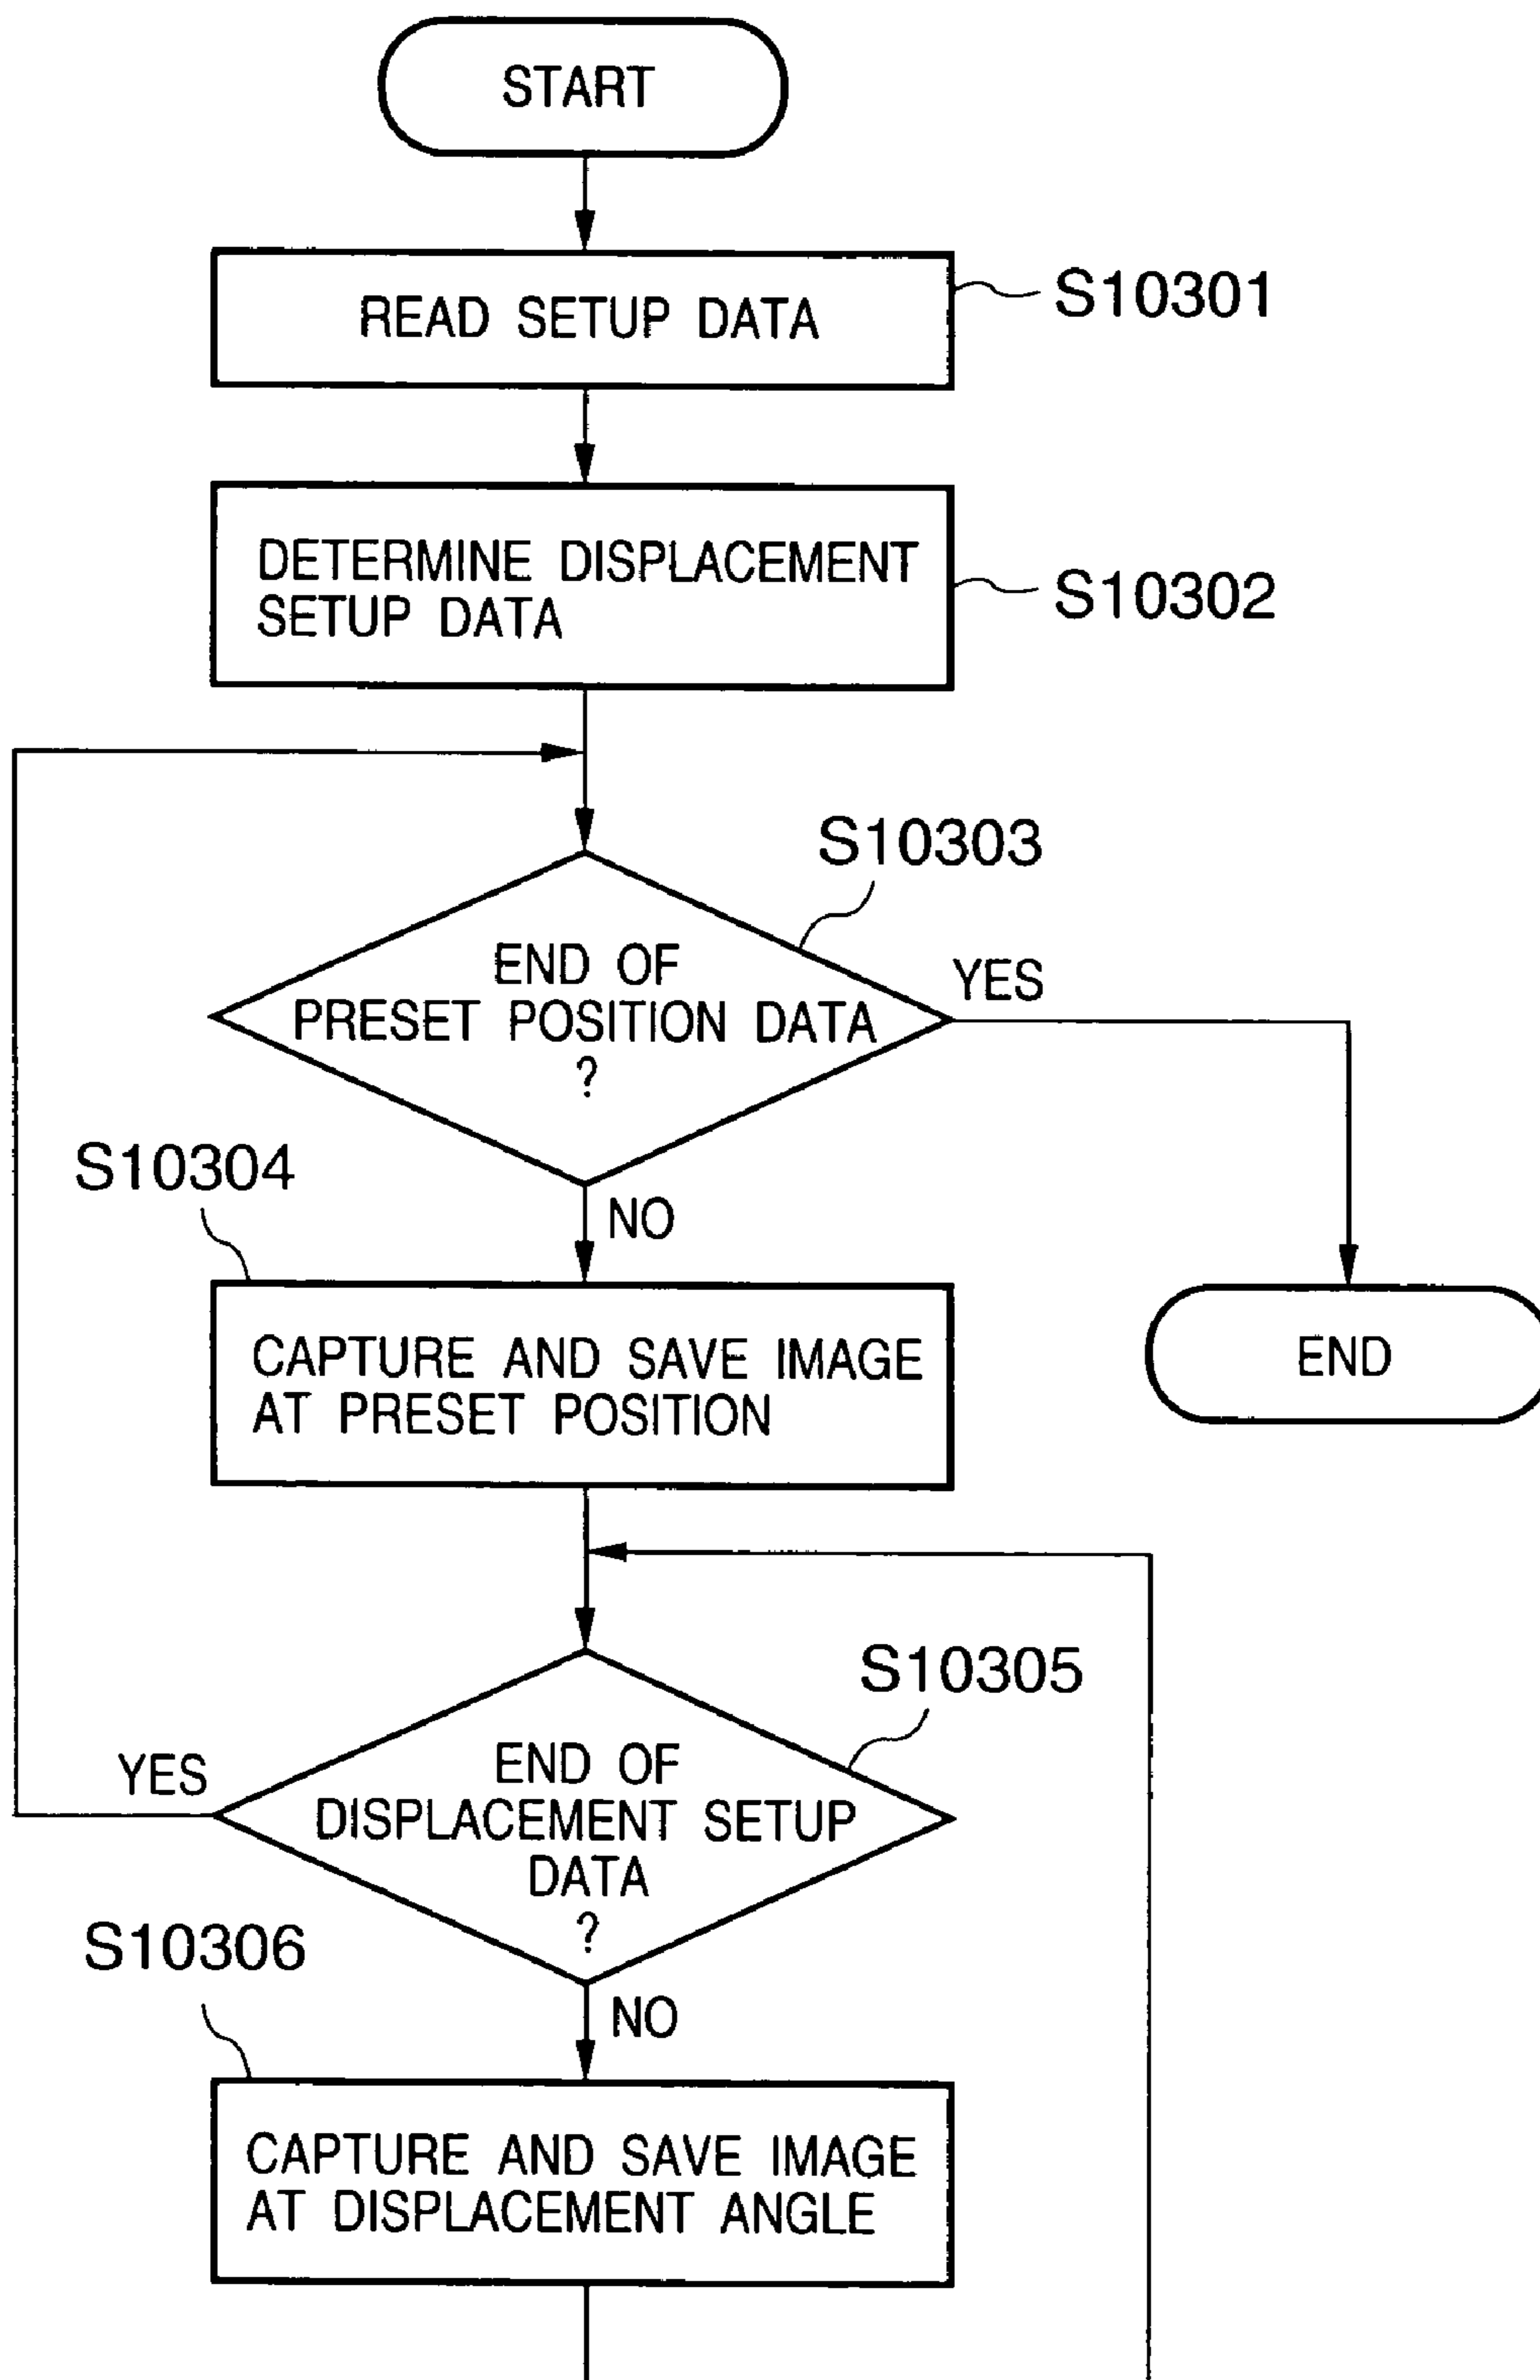 START
READ SETUP DATA
S10301
DETERMINE DISPLACEMENT
SETUP DATA
S10302
S10303
END OF
PRESET POSITION DATA
?
YES
NO
S10304
CAPTURE AND SAVE IMAGE
AT PRESET POSITION
END
S10305
END OF
DISPLACEMENT SETUP
DATA
?
YES
NO
S10306
CAPTURE AND SAVE IMAGE
AT DISPLACEMENT ANGLE